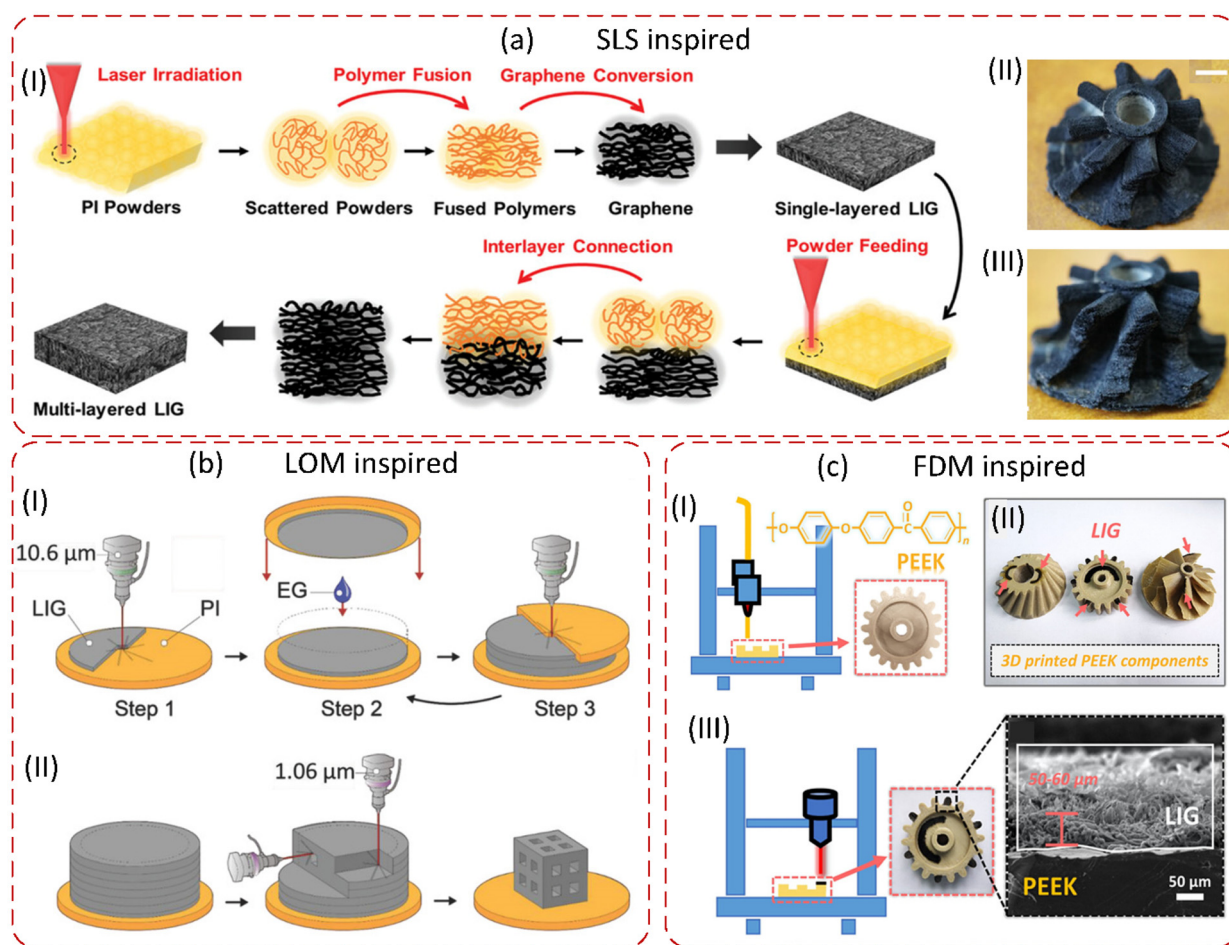 (a) SLS inspired
(I)
Laser Irradiation
Polymer Fusion
Graphene Conversion
PI Powders
Scattered Powders
Fused Polymers
Graphene
Single-layered LIG
Interlayer Connection
Powder Feeding
Multi-layered LIG
(II)
(III)
(b) LOM inspired
(I)
10.6 μm
LIG
PI
EG
Step 1
Step 2
Step 3
(II)
1.06 μm
(c) FDM inspired
(I)
O
O
C
O
n
PEEK
(II)
LIG
3D printed PEEK components
(III)
50-60 μm
LIG
PEEK
50 μm